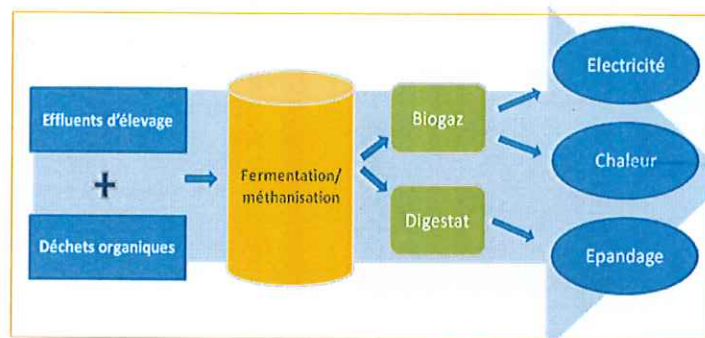 Effluents d'élevage
+
Déchets organiques
Fermentation/
méthanisation
Biogaz
Digestat
Electricité
Chaleur
Epandage